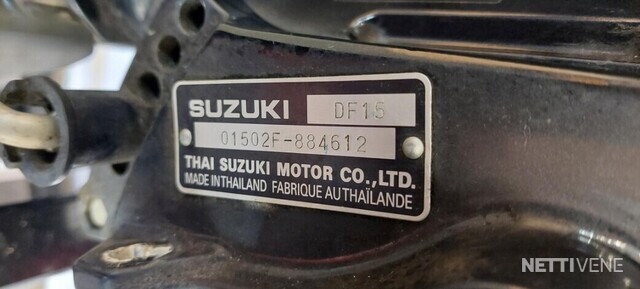 SUZUKI DF15
01502F-884612
THAI SUZUKI MOTOR CO.,LTD.
MADE IN THAILAND FABRIQUE AU THAÏLANDE
NETTIVENE